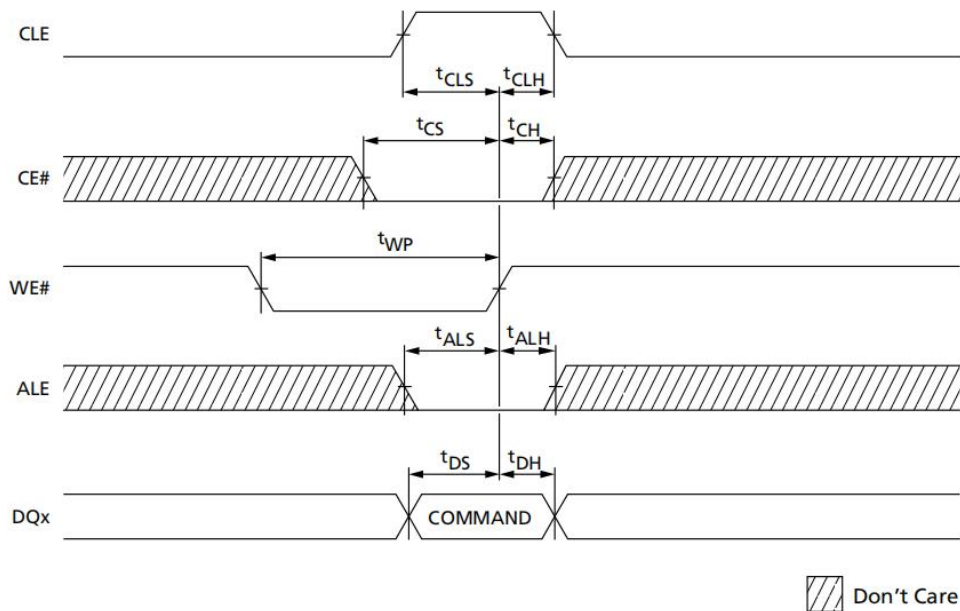 CLE
tCLS tCLH
tCS tCH
CE#
tWP
WE#
tALS tALH
ALE
tDS tDH
DQx COMMAND
Don't Care